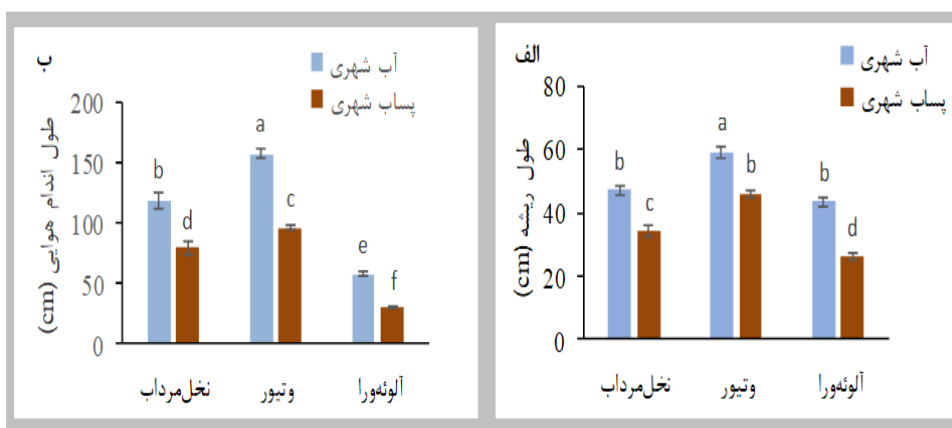 الف
آب شهری
پساب شهری
طول ریشه (cm)
80
60
40
20
0
b
c
a
b
b
d
نخل‌مرداب
وتیور
آلوئه‌ورا
ب
آب شهری
پساب شهری
طول اندام هوایی (cm)
200
150
100
50
0
b
d
a
c
e
f
نخل‌مرداب
وتیور
آلوئه‌ورا